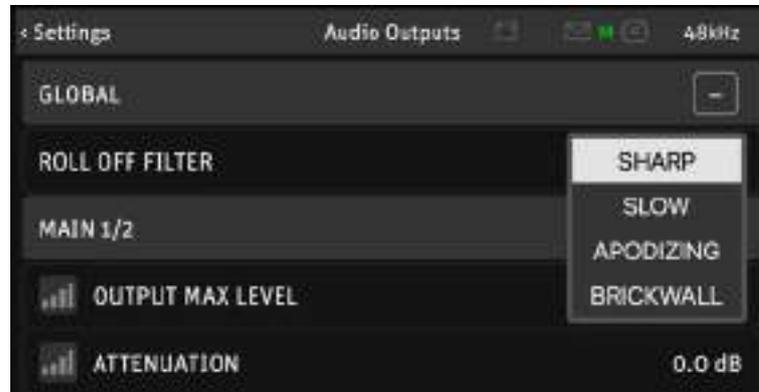 ‹ Settings Audio Outputs M 48kHz
GLOBAL -
ROLL OFF FILTER SHARP
SLOW
MAIN 1/2
APODIZING
OUTPUT MAX LEVEL BRICKWALL
ATTENUATION 0.0 dB